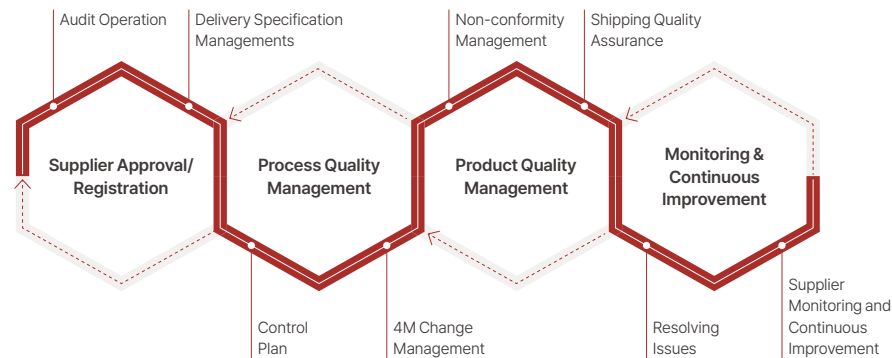 Audit Operation
Delivery Specification
Managements
Non-conformity
Management
Shipping Quality
Assurance
Supplier Approval/
Registration
Process Quality
Management
Product Quality
Management
Monitoring &
Continuous
Improvement
Control
Plan
4M Change
Management
Resolving
Issues
Supplier
Monitoring and
Continuous
Improvement